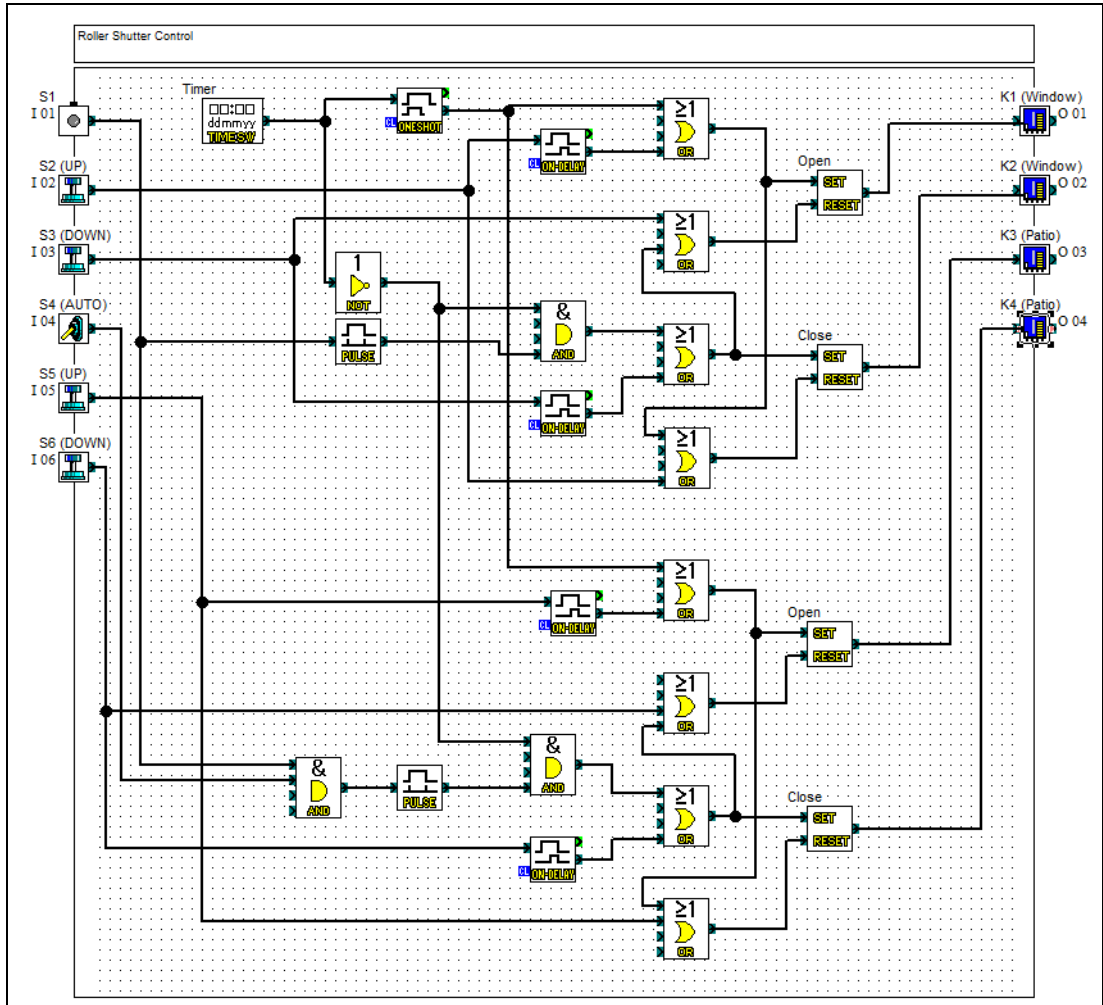 Roller Shutter Control
S1
I 01
S2 (UP)
I 02
S3 (DOWN)
I 03
S4 (AUTO)
I 04
S5 (UP)
I 05
S6 (DOWN)
I 06
Timer
00:00
ddmmyy
TIMESW
CL ONESHOT
CL ON-DELAY
≥1
OR
Open
SET
RESET
K1 (Window)
O 01
K2 (Window)
O 02
K3 (Patio)
O 03
K4 (Patio)
O 04
≥1
OR
1
NOT
PULSE
&
AND
≥1
OR
Close
SET
RESET
CL ON-DELAY
≥1
OR
≥1
OR
CL ON-DELAY
Open
SET
RESET
≥1
OR
&
AND
PULSE
&
AND
≥1
OR
Close
SET
RESET
CL ON-DELAY
≥1
OR